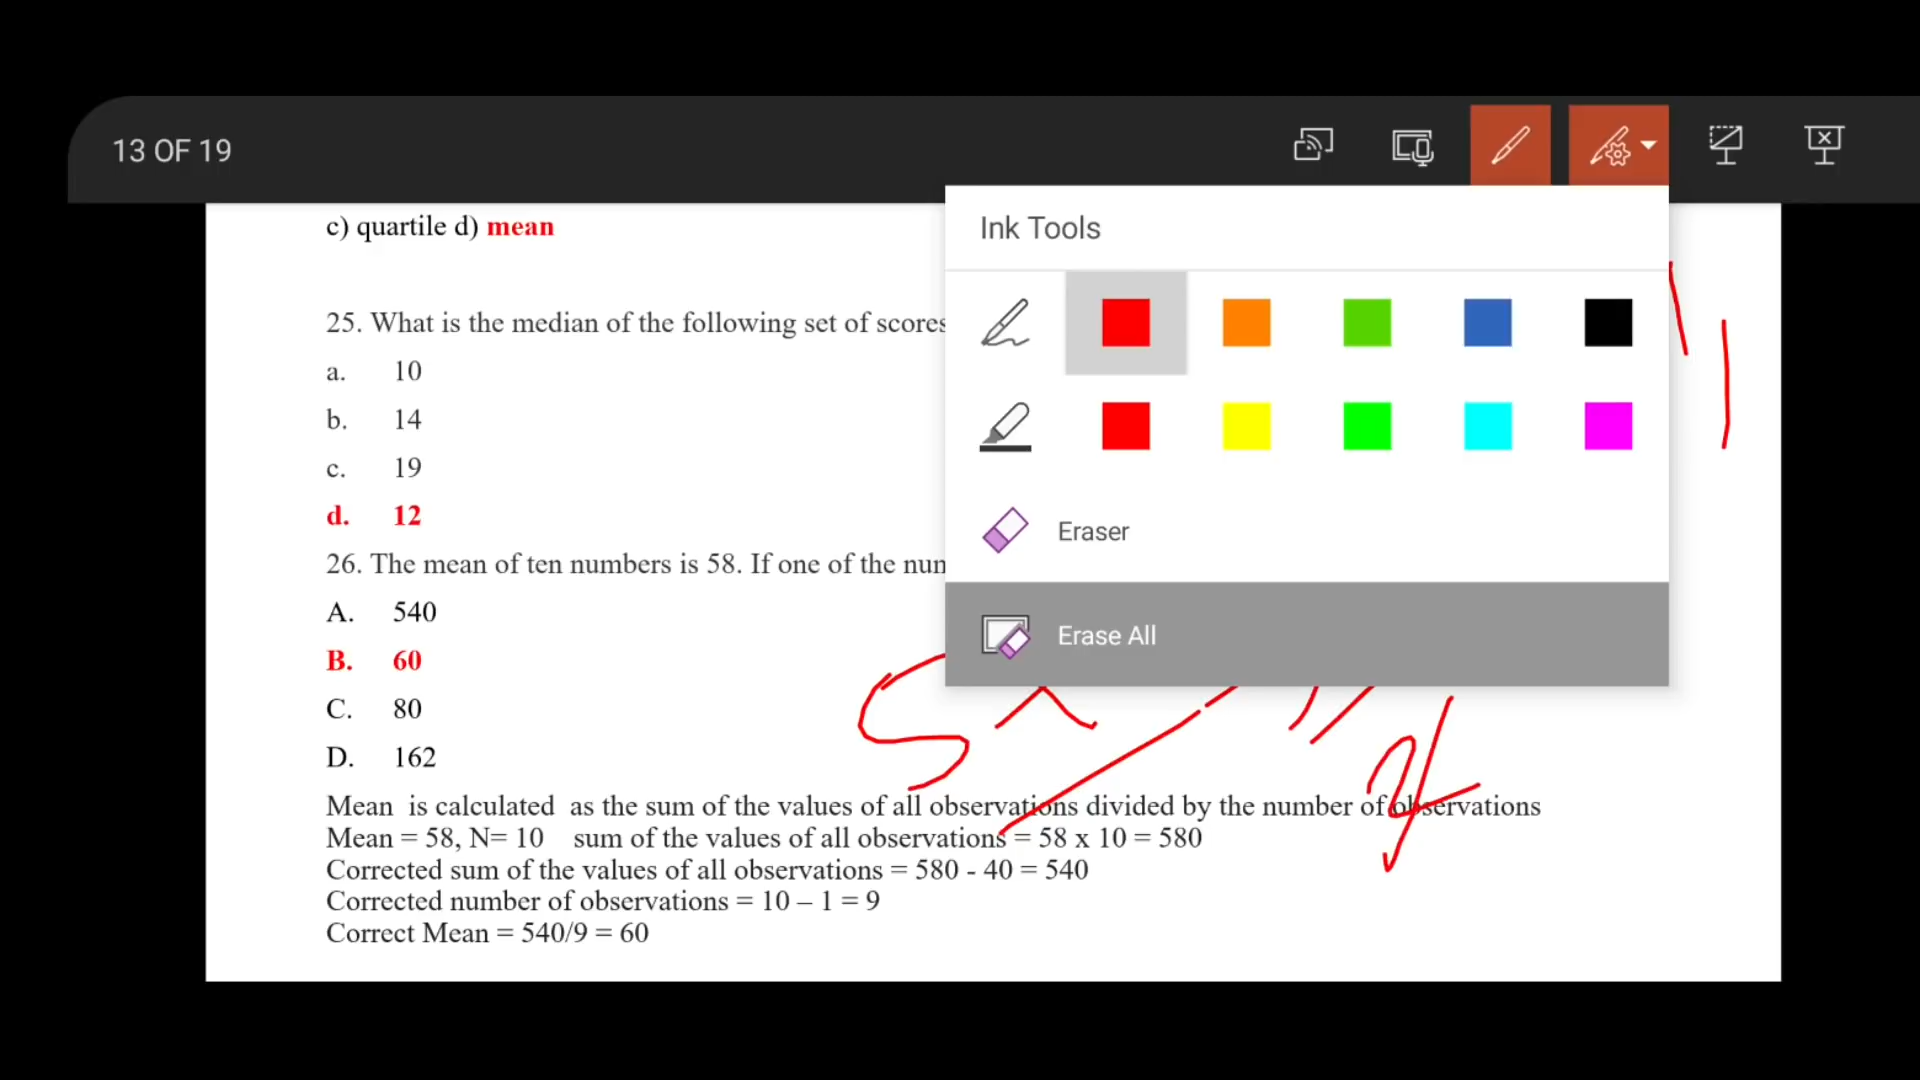 13 OF 19
Ink Tools
Eraser
Erase All
c) quartile d) mean
25. What is the median of the following set of scores
a. 10
b. 14
c. 19
d. 12
26. The mean of ten numbers is 58. If one of the
A. 540
B. 60
C. 80
D. 162
Mean is calculated as the sum of the values of all observations divided by the number of observations
Mean = 58, N= 10 sum of the values of all observations = 58 x 10 = 580
Corrected sum of the values of all observations = 580 - 40 = 540
Corrected number of observations = 10 – 1 = 9
Correct Mean = 540/9 = 60